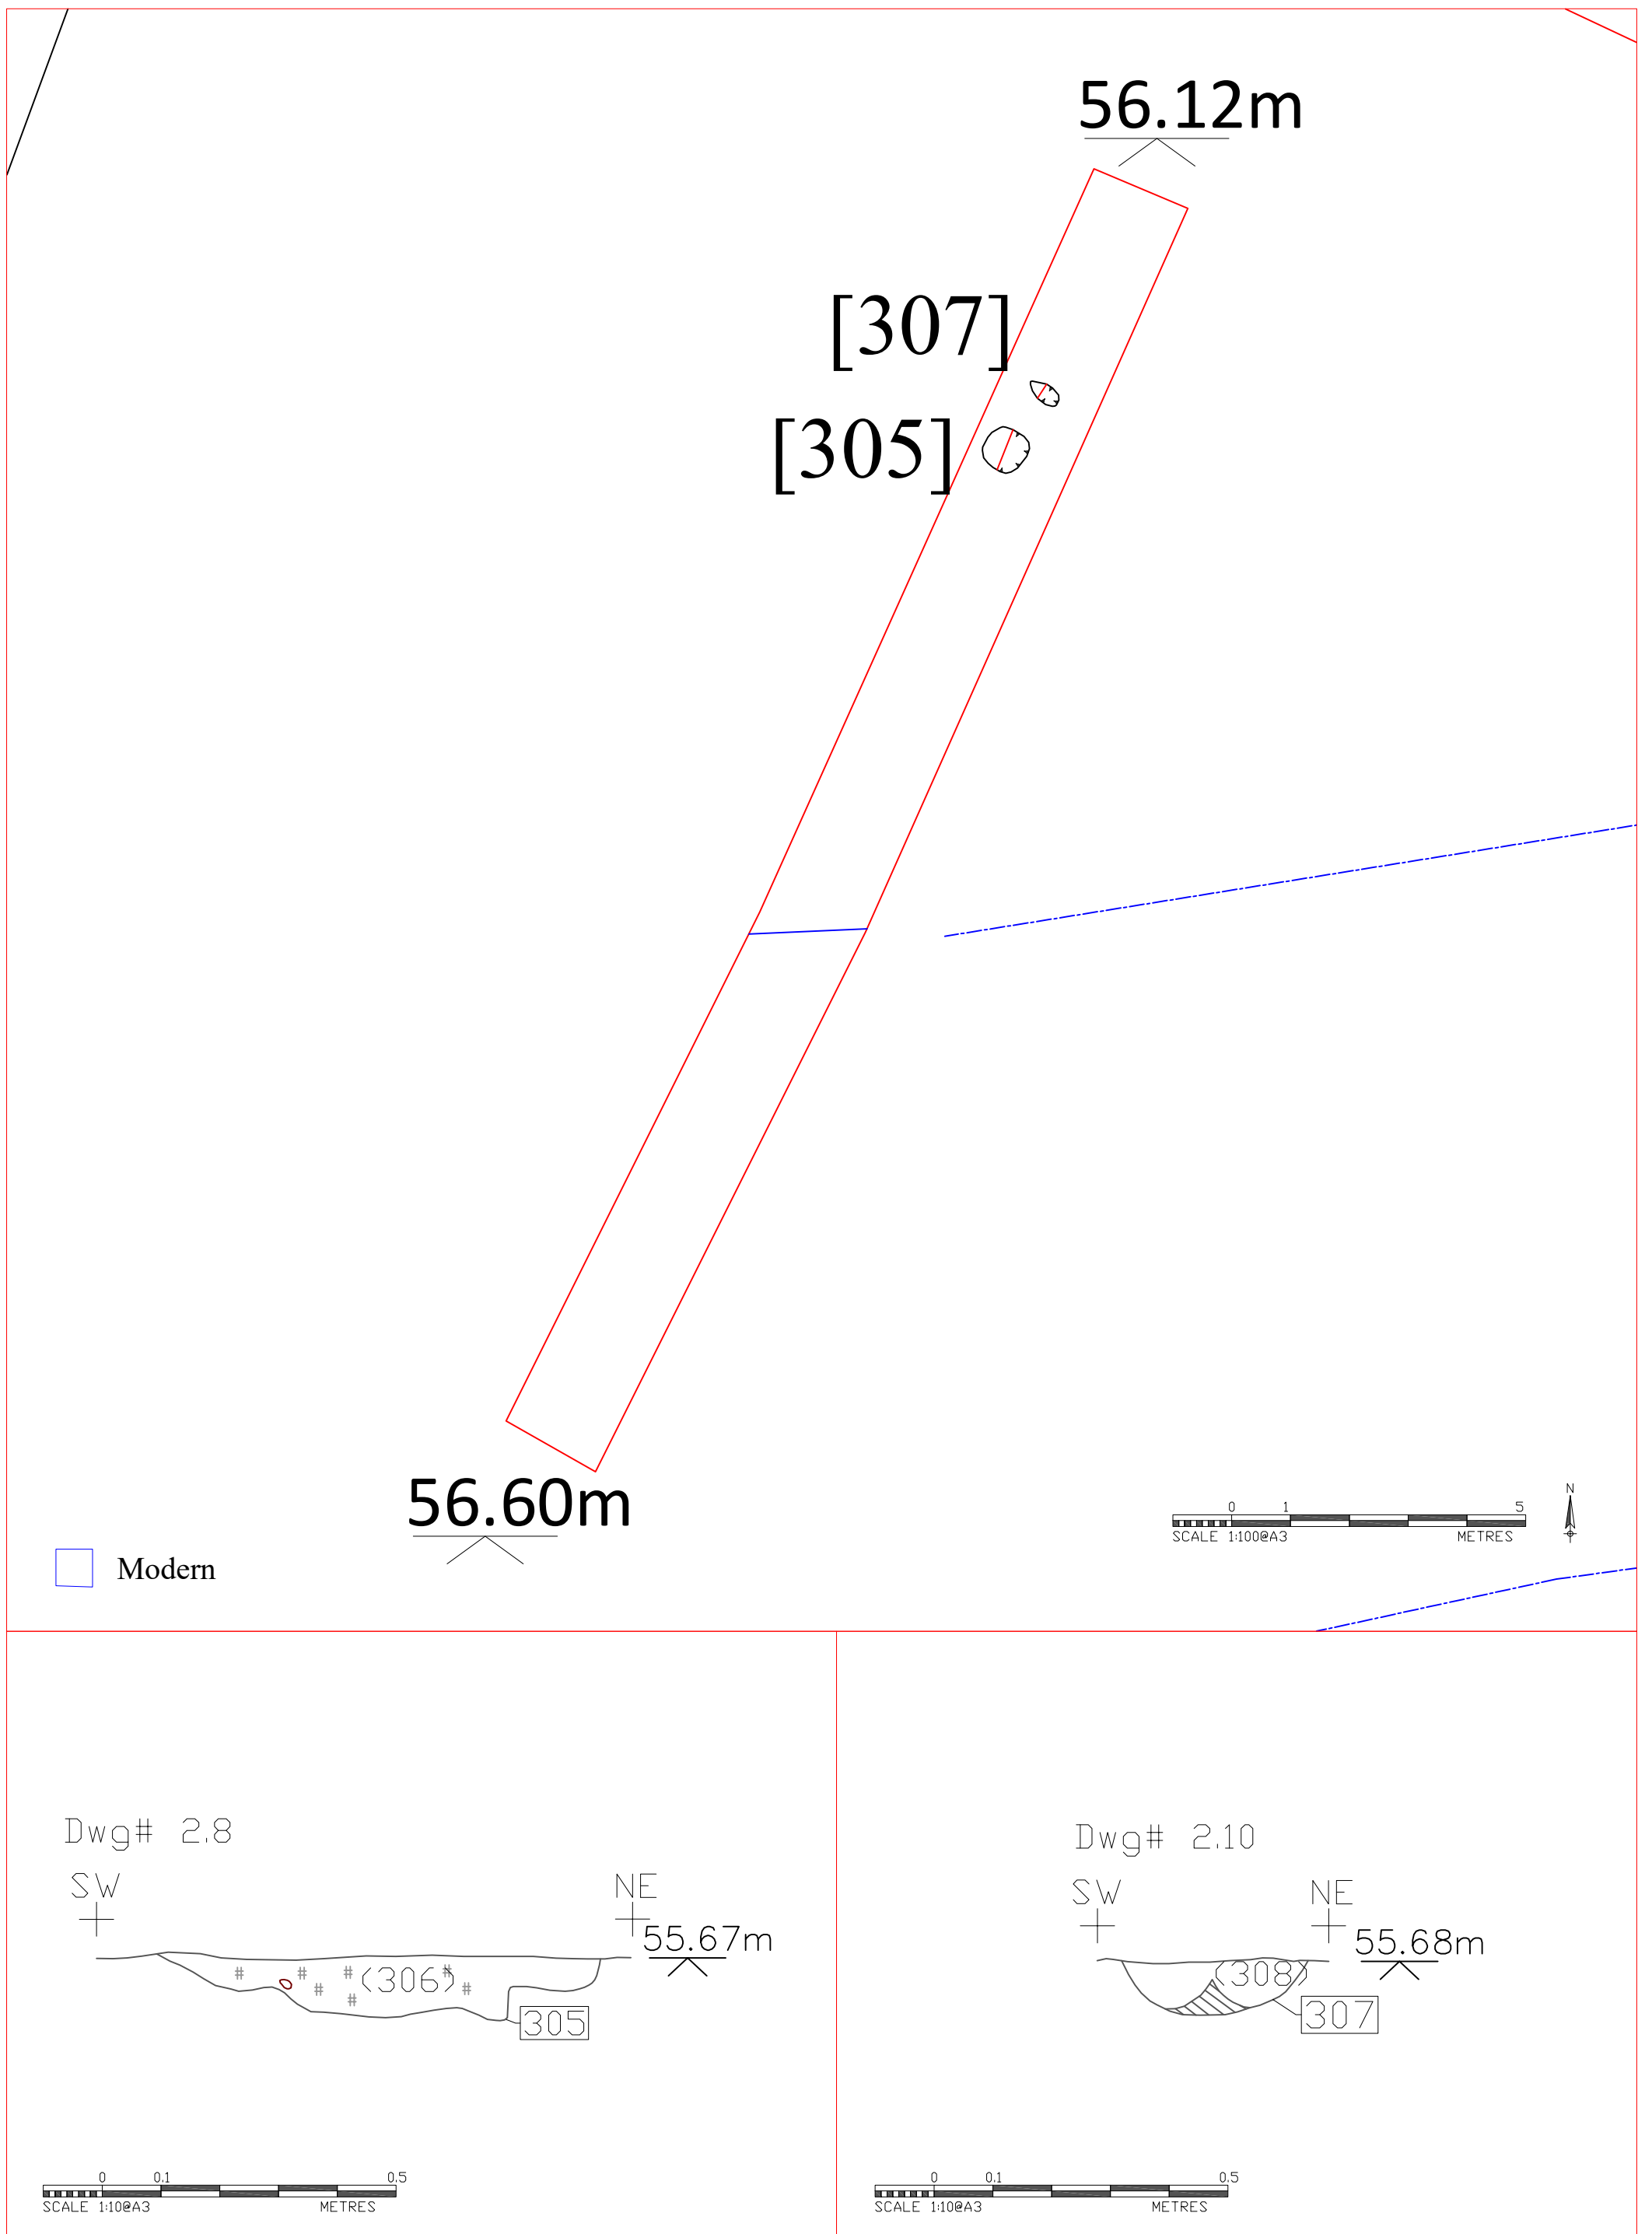 56.12m
[307]
[305]
56.60m
Modern
0 1 5
SCALE 1:100@A3 METRES
N
Dwg# 2.8
SW NE
55.67m
(306)
305
0 0.1 0.5
SCALE 1:10@A3 METRES
Dwg# 2.10
SW NE
55.68m
(308)
307
0 0.1 0.5
SCALE 1:10@A3 METRES